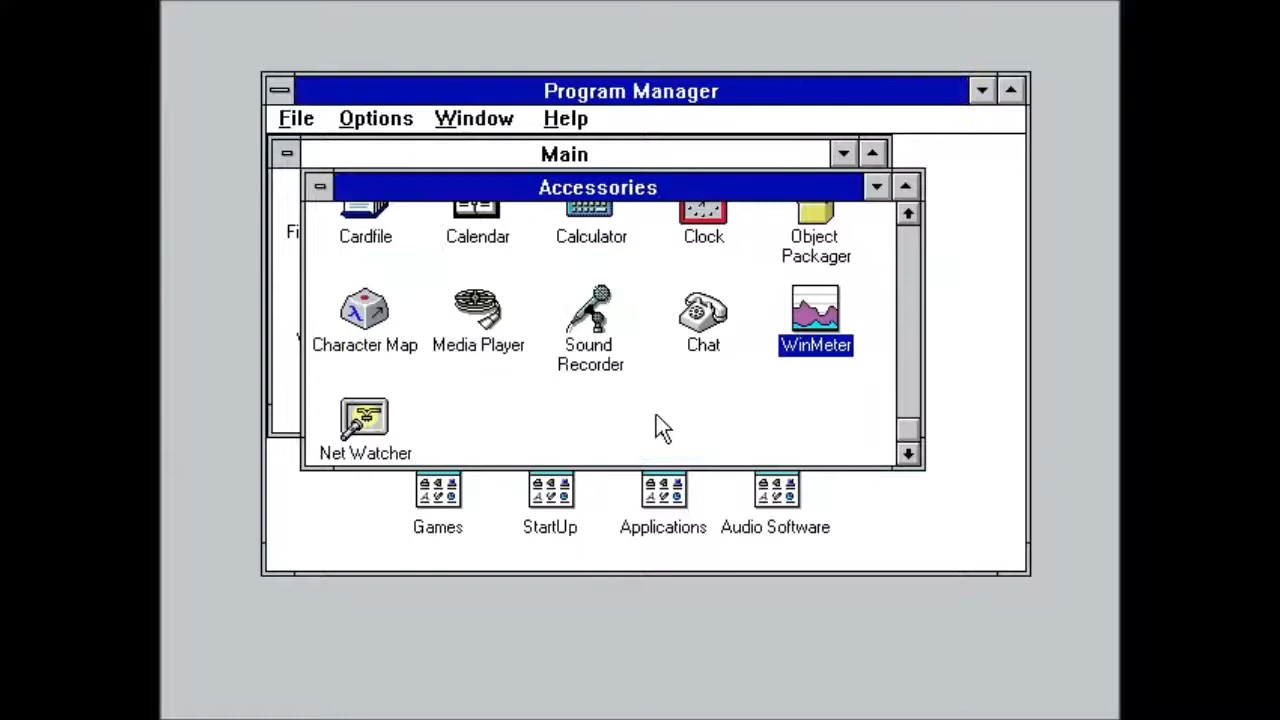 Program Manager
File Options Window Help
Main
Accessories
Fi
Cardfile Calendar Calculator Clock Object
Packager
Character Map Media Player Sound
Recorder Chat WinMeter
Net Watcher
Games StartUp Applications Audio Software